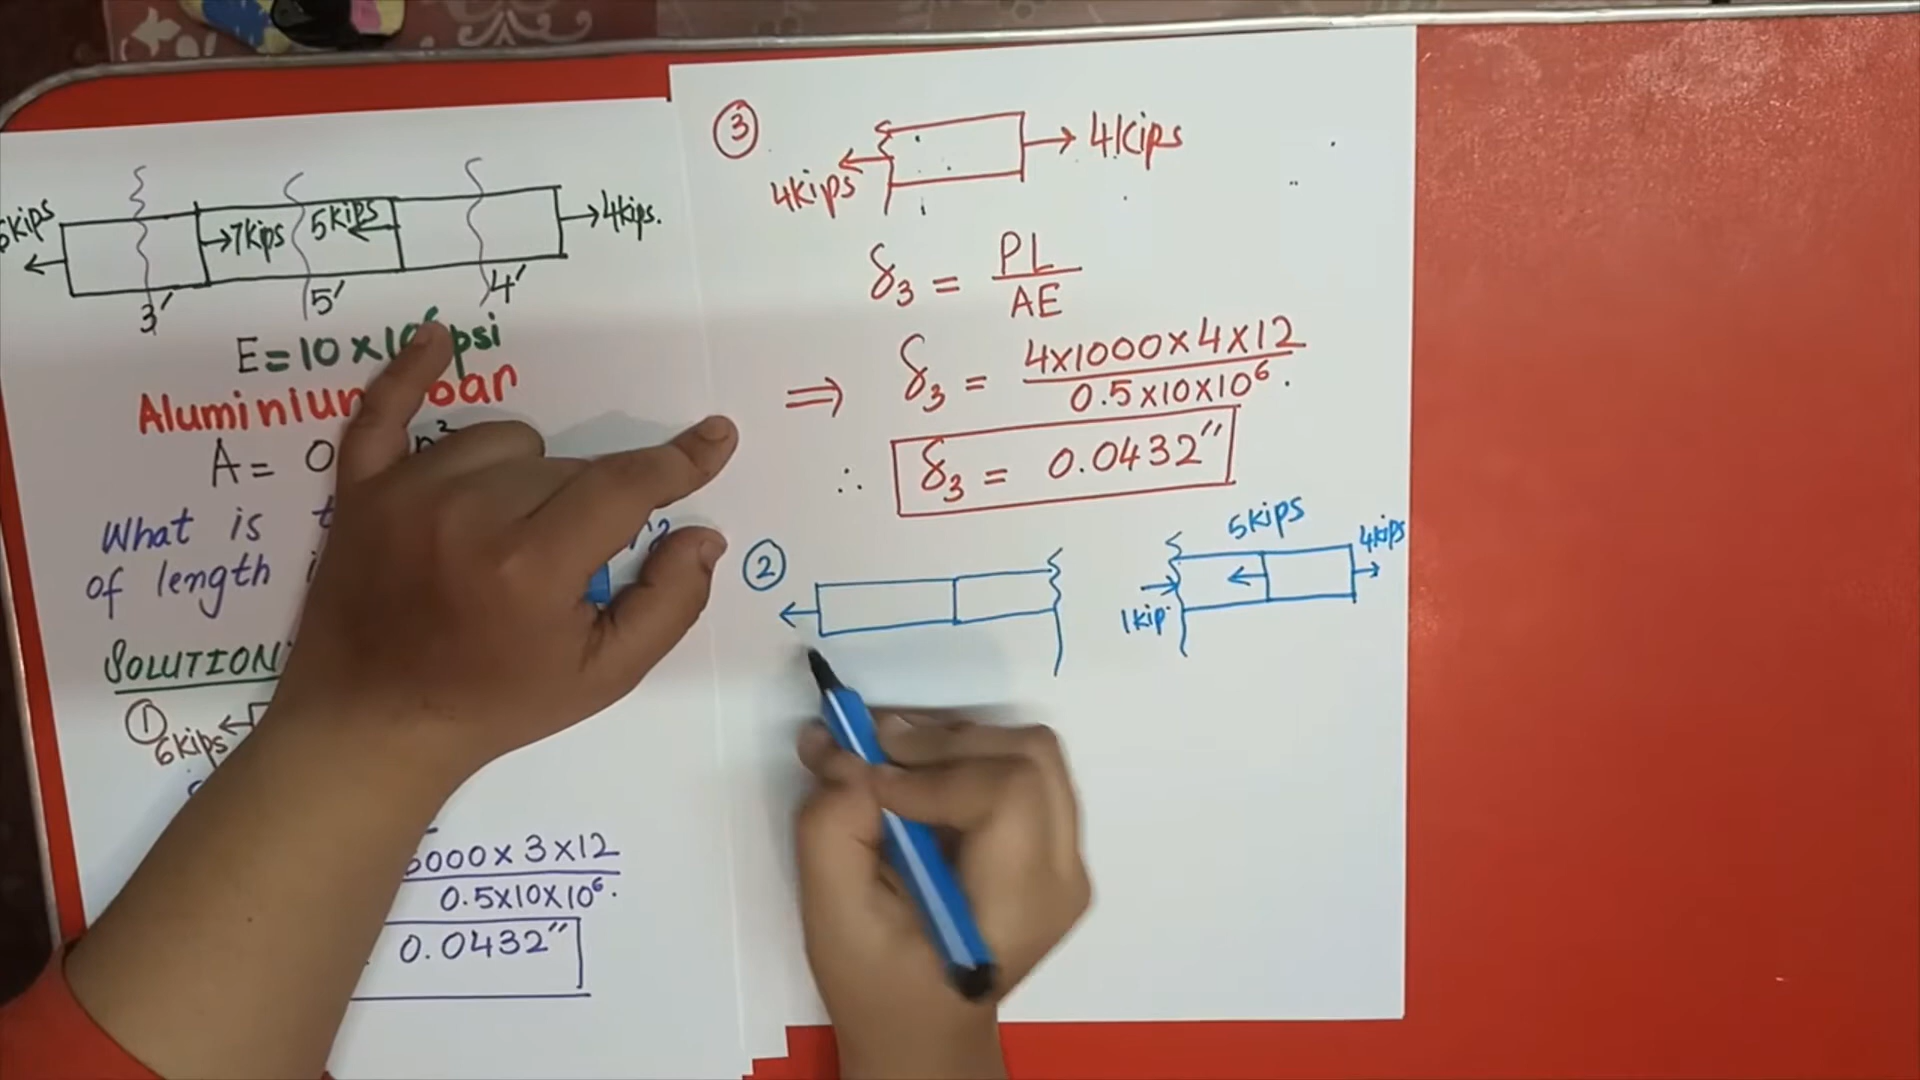 6kips
7kips
5kips
4kips.
3'
5'
4'
E=10×10⁶psi
Aluminium bar
A=
What is
of length
SOLUTION
①
6kips
000×3×12
0.5×10×10⁶.
0.0432"
③
4kips
4kips
δ₃ = PL
AE
⇒ δ₃ = 4×1000×4×12
0.5×10×10⁶.
∴ δ₃ = 0.0432"
②
5kips
4kips
1kip